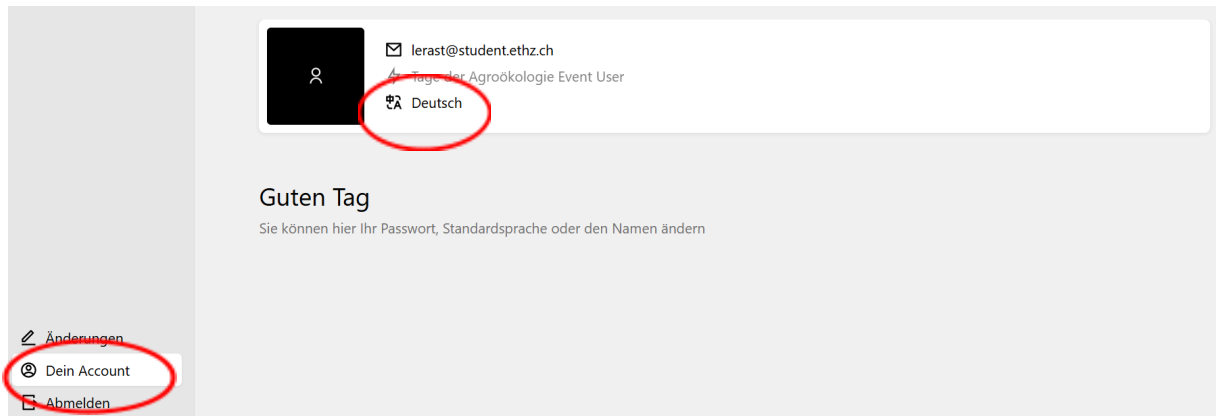 lerast@student.ethz.ch
Tage der Agroökologie Event User
Deutsch
Guten Tag
Sie können hier Ihr Passwort, Standardsprache oder den Namen ändern
Änderungen
Dein Account
Abmelden